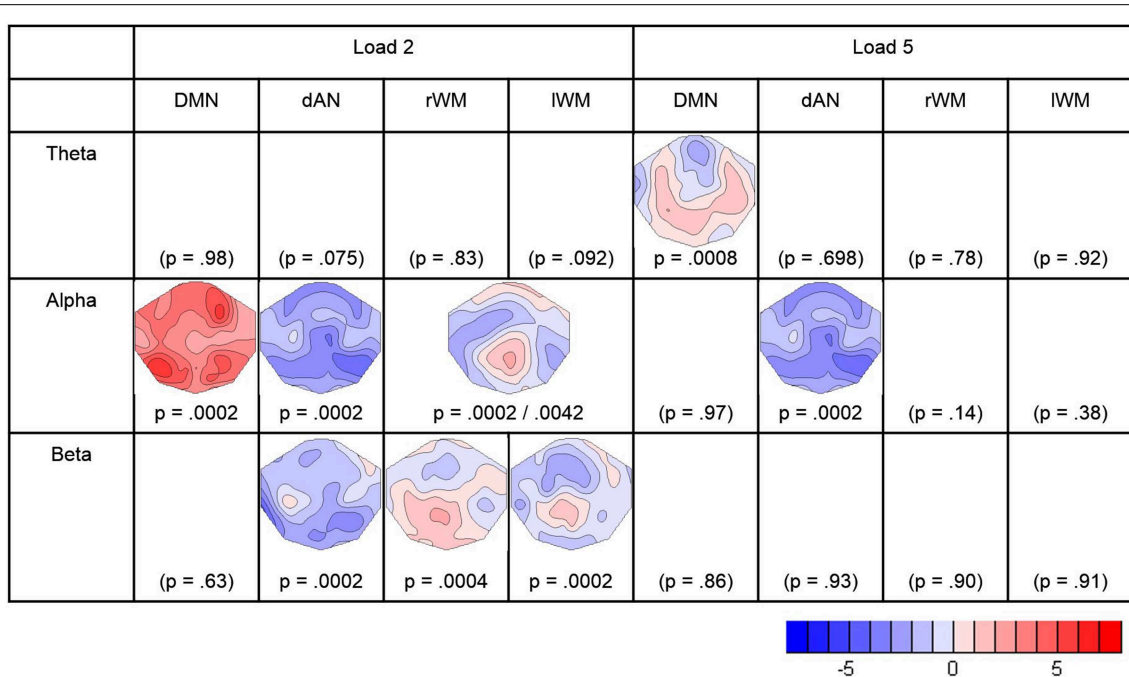 Load 2 Load 5
DMN dAN rWM lWM DMN dAN rWM lWM
Theta
(p = .98) (p = .075) (p = .83) (p = .092) p = .0008 (p = .698) (p = .78) (p = .92)
Alpha
p = .0002 p = .0002 p = .0002 / .0042 (p = .97) p = .0002 (p = .14) (p = .38)
Beta
(p = .63) p = .0002 p = .0004 p = .0002 (p = .86) (p = .93) (p = .90) (p = .91)
-5 0 5